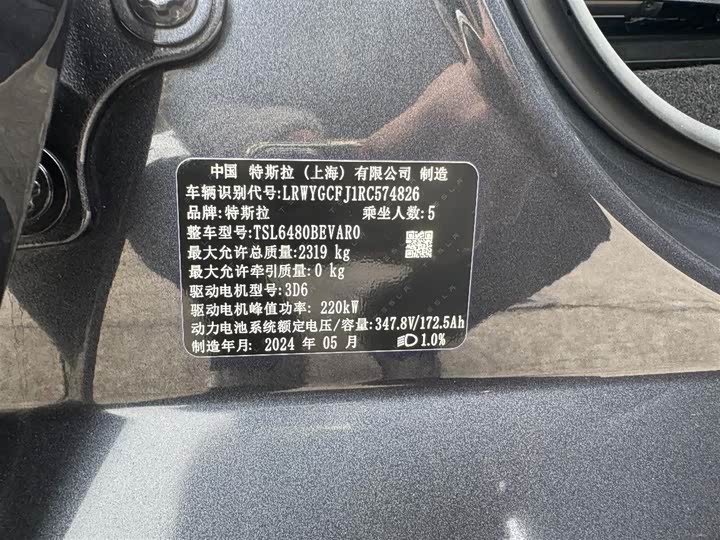 中国 特斯拉（上海）有限公司 制造
车辆识别代号:LRWYGCFJ1RC574826
品牌:特斯拉 乘坐人数:5
整车型号:TSL6480BEVAR0
最大允许总质量:2319 kg
最大允许牵引质量:0 kg
驱动电机型号:3D6
驱动电机峰值功率: 220kW
动力电池系统额定电压/容量:347.8V/172.5Ah
制造年月: 2024 年 05 月 1.0%